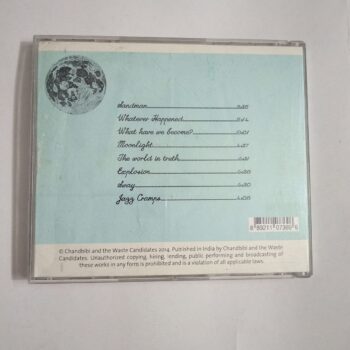 Sandman
Whatever Happened
What have we become?
Moonlight
The world in truth
Explosion
Away
Jazz Cramps
© Chandbibi and the Waste Candidates 2014. Published in India by Chandbibi and the Waste
Candidates. Unauthorized copying, hiring, lending, public performing and broadcasting of
these works in any form is prohibited and is a violation of all applicable laws.